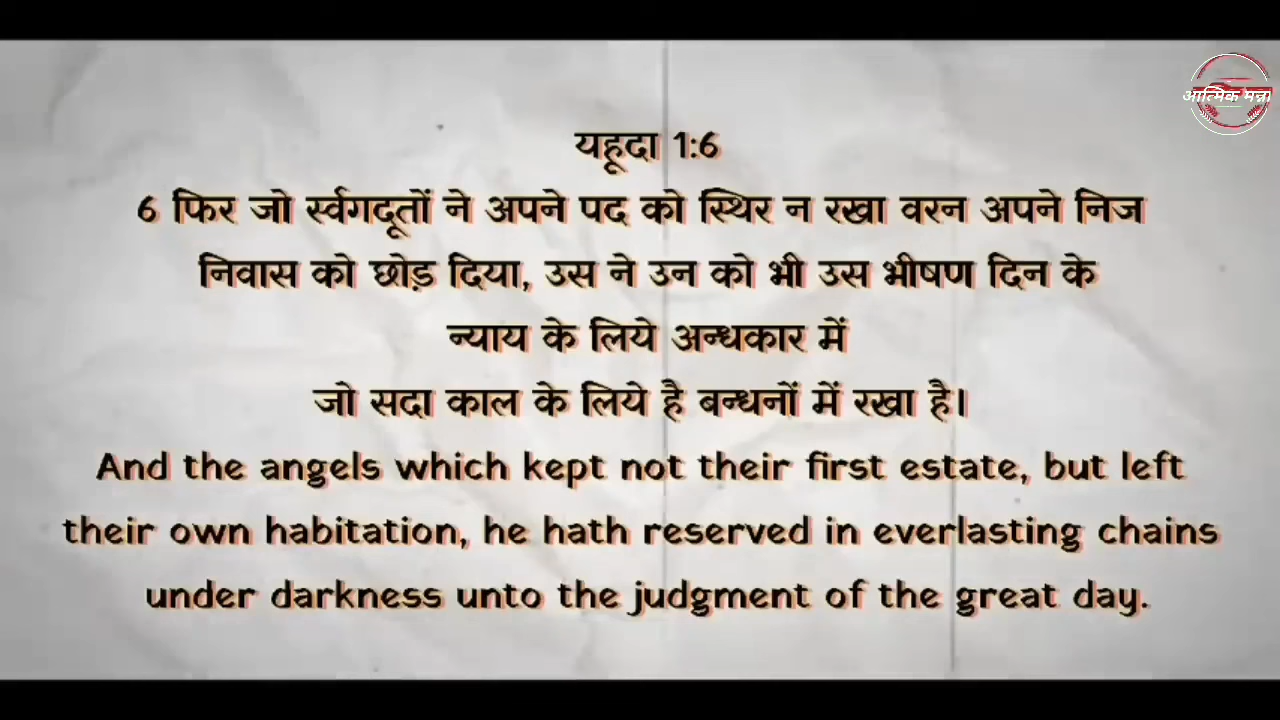 आत्मिक मन्ना
यहूदा 1:6
6 फिर जो र्स्वगदूतों ने अपने पद को स्थिर न रखा वरन अपने निज
निवास को छोड़ दिया, उस ने उन को भी उस भीषण दिन के
न्याय के लिये अन्धकार में
जो सदा काल के लिये है बन्धनों में रखा है।
And the angels which kept not their first estate, but left
their own habitation, he hath reserved in everlasting chains
under darkness unto the judgment of the great day.